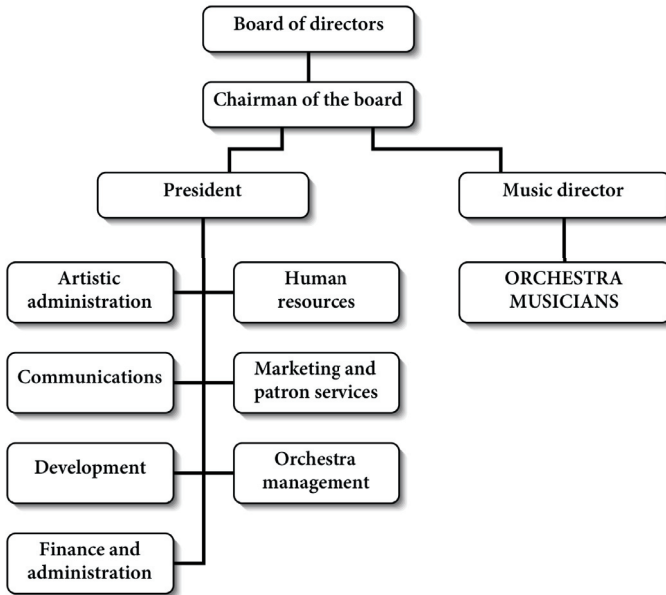 Board of directors
Chairman of the board
President
Music director
Artistic
administration
Human
resources
ORCHESTRA
MUSICIANS
Communications
Marketing and
patron services
Development
Orchestra
management
Finance and
administration